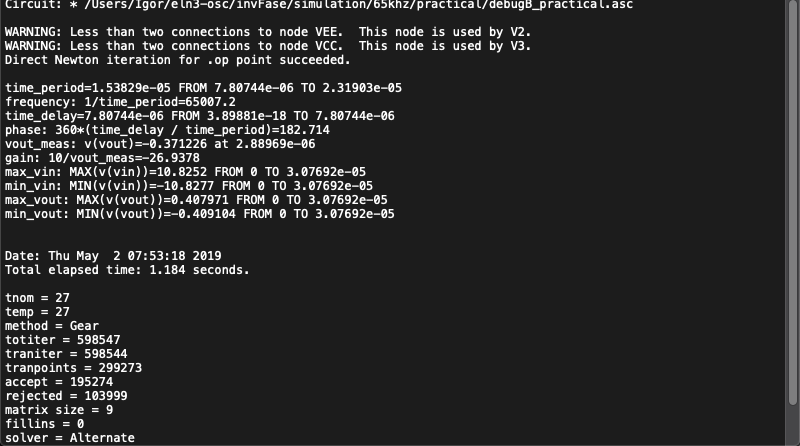 Circuit: * /Users/Igor/eln3-osc/invFase/simulation/65khz/practical/debugB_practical.asc
WARNING: Less than two connections to node VEE.  This node is used by V2.
WARNING: Less than two connections to node VCC.  This node is used by V3.
Direct Newton iteration for .op point succeeded.
time_period=1.53829e-05 FROM 7.80744e-06 TO 2.31903e-05
frequency: 1/time_period=65007.2
time_delay=7.80744e-06 FROM 3.89881e-18 TO 7.80744e-06
phase: 360*(time_delay / time_period)=182.714
vout_meas: v(vout)=-0.371226 at 2.88969e-06
gain: 10/vout_meas=-26.9378
max_vin: MAX(v(vin))=10.8252 FROM 0 TO 3.07692e-05
min_vin: MIN(v(vin))=-10.8277 FROM 0 TO 3.07692e-05
max_vout: MAX(v(vout))=0.407971 FROM 0 TO 3.07692e-05
min_vout: MIN(v(vout))=-0.409104 FROM 0 TO 3.07692e-05
Date: Thu May  2 07:53:18 2019
Total elapsed time: 1.184 seconds.
tnom = 27
temp = 27
method = Gear
totiter = 598547
traniter = 598544
tranpoints = 299273
accept = 195274
rejected = 103999
matrix size = 9
fillins = 0
solver = Alternate